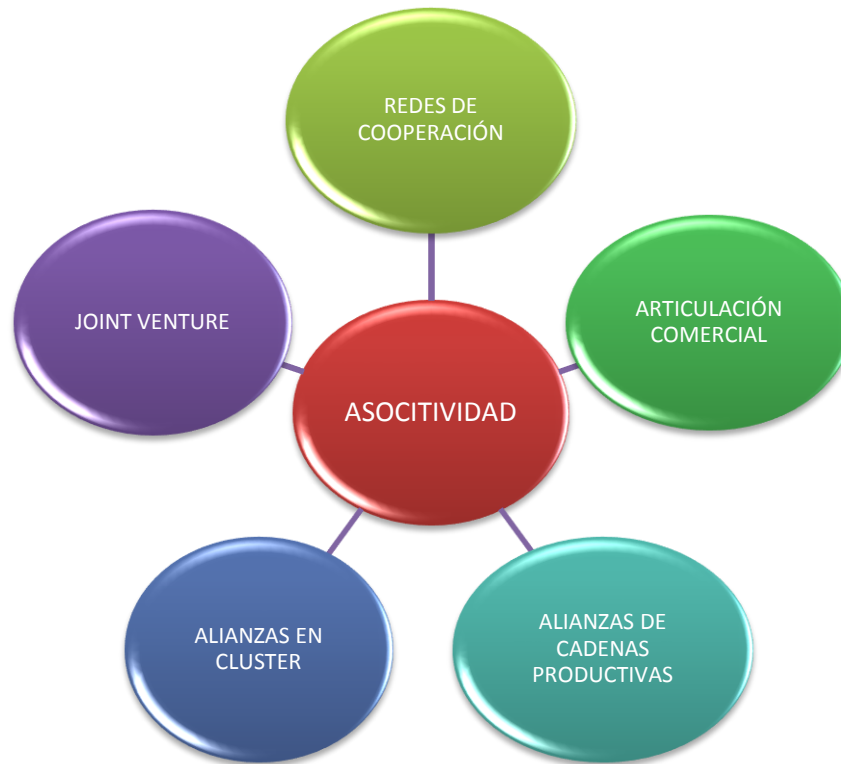 REDES DE
COOPERACIÓN
JOINT VENTURE
ARTICULACIÓN
COMERCIAL
ASOCITIVIDAD
ALIANZAS EN
CLUSTER
ALIANZAS DE
CADENAS
PRODUCTIVAS